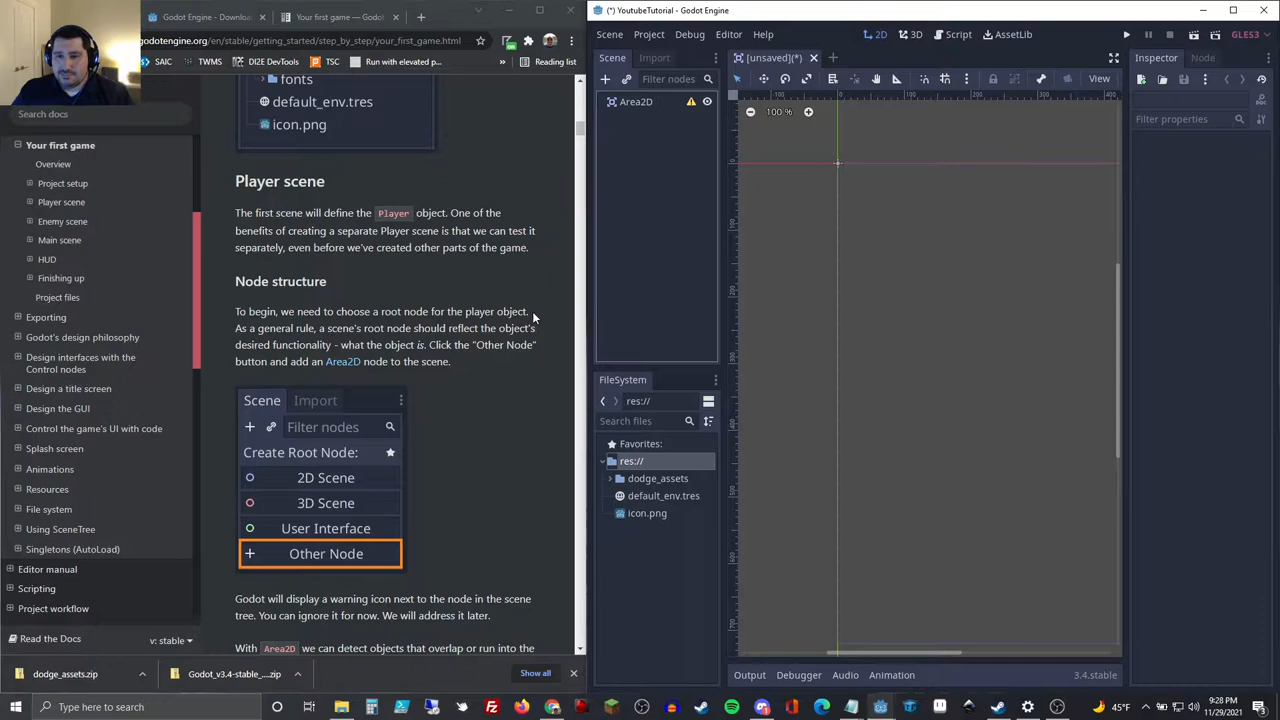 Godot Engine - Downloa
Your first game — Godo
godotengine.org/en/stable/getting_started/step_by_step/your_first_game.html
SAIC
TWMS
DI2E DevTools
PSC
Run with elevated p...
Reading list
Search docs
Your first game
Overview
Project setup
Player scene
Enemy scene
Main scene
HUD
Finishing up
Project files
Exporting
Godot's design philosophy
Design interfaces with the
Control nodes
Design a title screen
Design the GUI
Control the game's UI with code
Splash screen
Animations
Resources
File system
Using SceneTree
Singletons (AutoLoad)
Editor manual
Scripting
Project workflow
Read the Docs
v: stable
fonts
default_env.tres
icon.png
Player scene
The first scene will define the Player object. One of the
benefits of creating a separate Player scene is that we can test it
separately, even before we've created other parts of the game.
Node structure
To begin, we need to choose a root node for the player object.
As a general rule, a scene's root node should reflect the object's
desired functionality - what the object is. Click the "Other Node"
button and add an Area2D node to the scene.
Scene Import
Filter nodes
Create Root Node:
2D Scene
3D Scene
User Interface
Other Node
Godot will display a warning icon next to the node in the scene
tree. You can ignore it for now. We will address it later.
With Area2D we can detect objects that overlap or run into the
dodge_assets.zip
Godot_v3.4-stable_....zip
Show all
(*) YoutubeTutorial - Godot Engine
Scene Project Debug Editor Help
2D 3D Script AssetLib
GLES3
Scene Import
Filter nodes
Area2D
[unsaved](*)
View
100 %
FileSystem
res://
Search files
Favorites:
res://
dodge_assets
default_env.tres
icon.png
Inspector Node
Filter properties
Output Debugger Audio Animation
3.4.stable
Type here to search
45°F
9:28 PM
11/29/2021